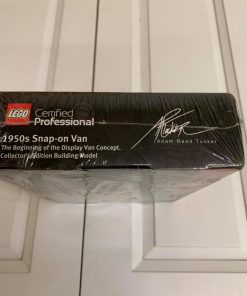 LEGO
Certified
Professional
1950s Snap-on Van
The Beginning of the Display Van Concept.
Collector's Edition Building Model
Adam Reed Tucker